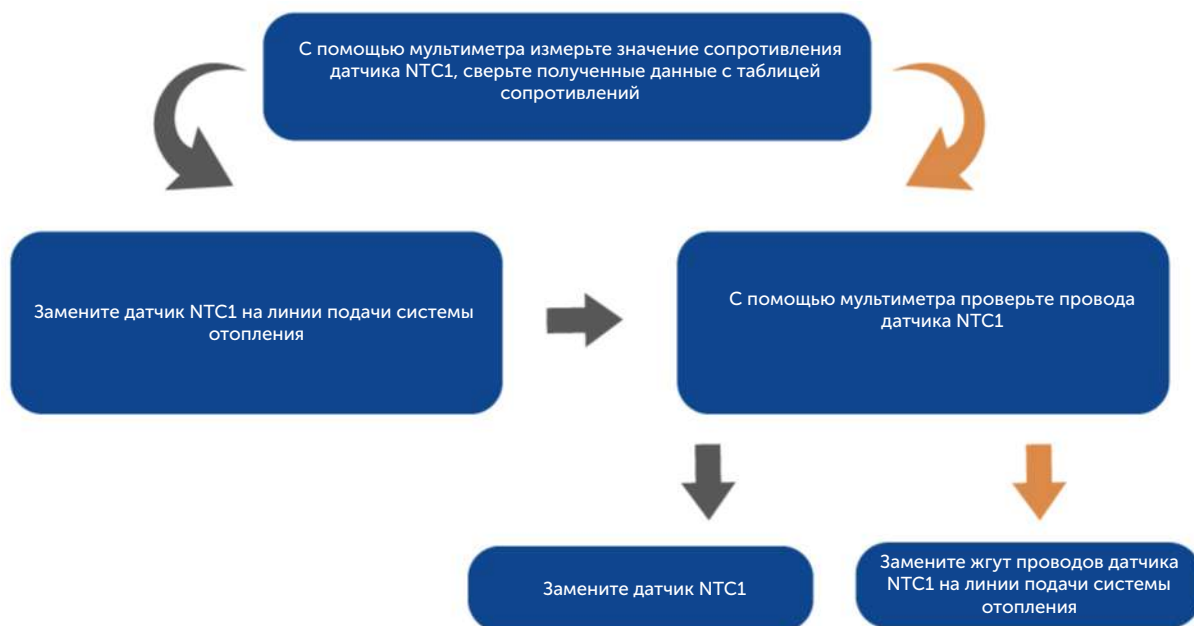 С помощью мультиметра измерьте значение сопротивления
датчика NTC1, сверьте полученные данные с таблицей
сопротивлений
Замените датчик NTC1 на линии подачи системы
отопления
С помощью мультиметра проверьте провода
датчика NTC1
Замените датчик NTC1
Замените жгут проводов датчика
NTC1 на линии подачи системы
отопления